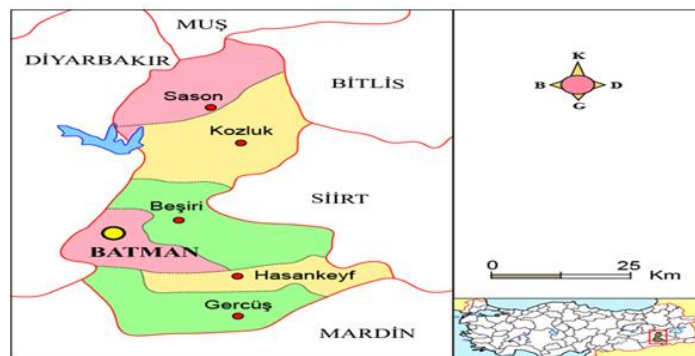 MUŞ
DİYARBAKIR
BİTLİS
Sason
Kozluk
SİİRT
Beşiri
BATMAN
Hasankeyf
Gercüş
MARDİN
K
B D
G
0 25
Km